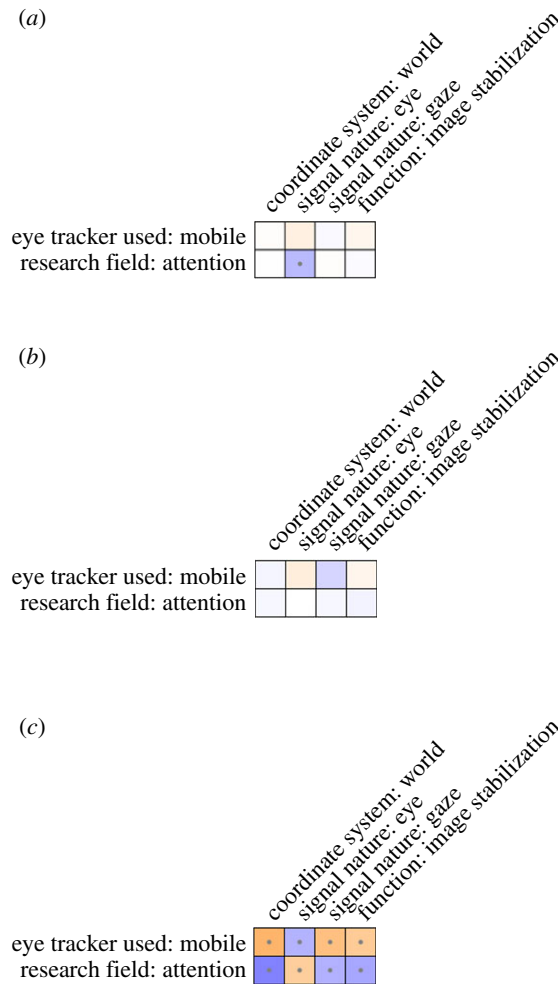 (a)
coordinate system: world
signal nature: eye
signal nature: gaze
function: image stabilization
eye tracker used: mobile
research field: attention
(b)
coordinate system: world
signal nature: eye
signal nature: gaze
function: image stabilization
eye tracker used: mobile
research field: attention
(c)
coordinate system: world
signal nature: eye
signal nature: gaze
function: image stabilization
eye tracker used: mobile
research field: attention